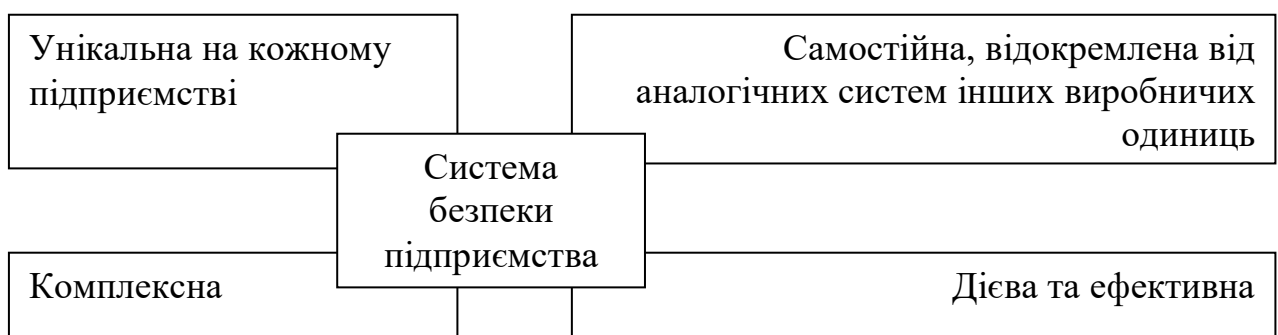 Унікальна на кожному
підприємстві
Самостійна, відокремлена від
аналогічних систем інших виробничих
одиниць
Система
безпеки
підприємства
Комплексна
Дієва та ефективна